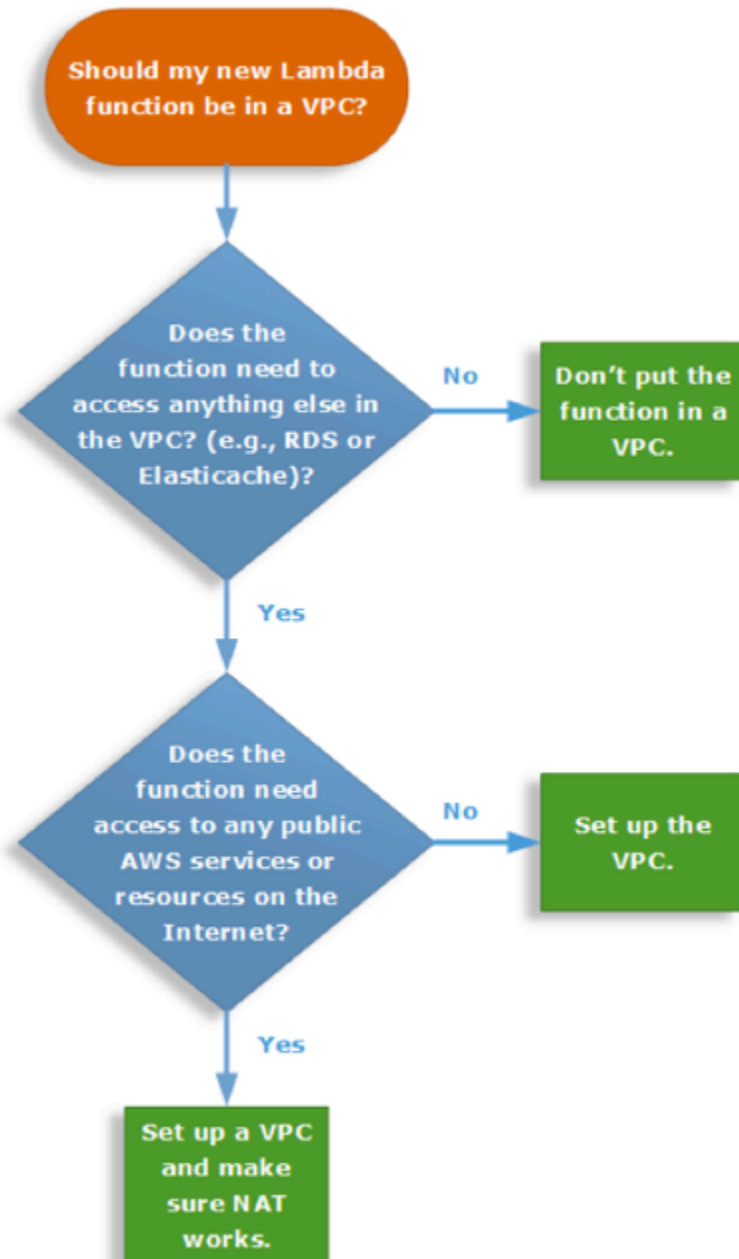 Should my new Lambda
function be in a VPC?
Does the
function need to
access anything else in
the VPC? (e.g., RDS or
Elasticache)?
No
Don't put the
function in a
VPC.
Yes
Does the
function need
access to any public
AWS services or
resources on the
Internet?
No
Set up the
VPC.
Yes
Set up a VPC
and make
sure NAT
works.